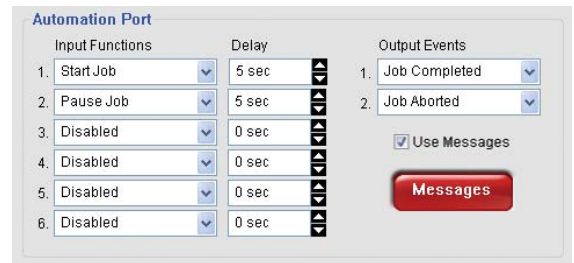 Automation Port
Input Functions Delay Output Events
1. Start Job 5 sec 1. Job Completed
2. Pause Job 5 sec 2. Job Aborted
3. Disabled 0 sec
Use Messages
4. Disabled 0 sec
5. Disabled 0 sec Messages
6. Disabled 0 sec